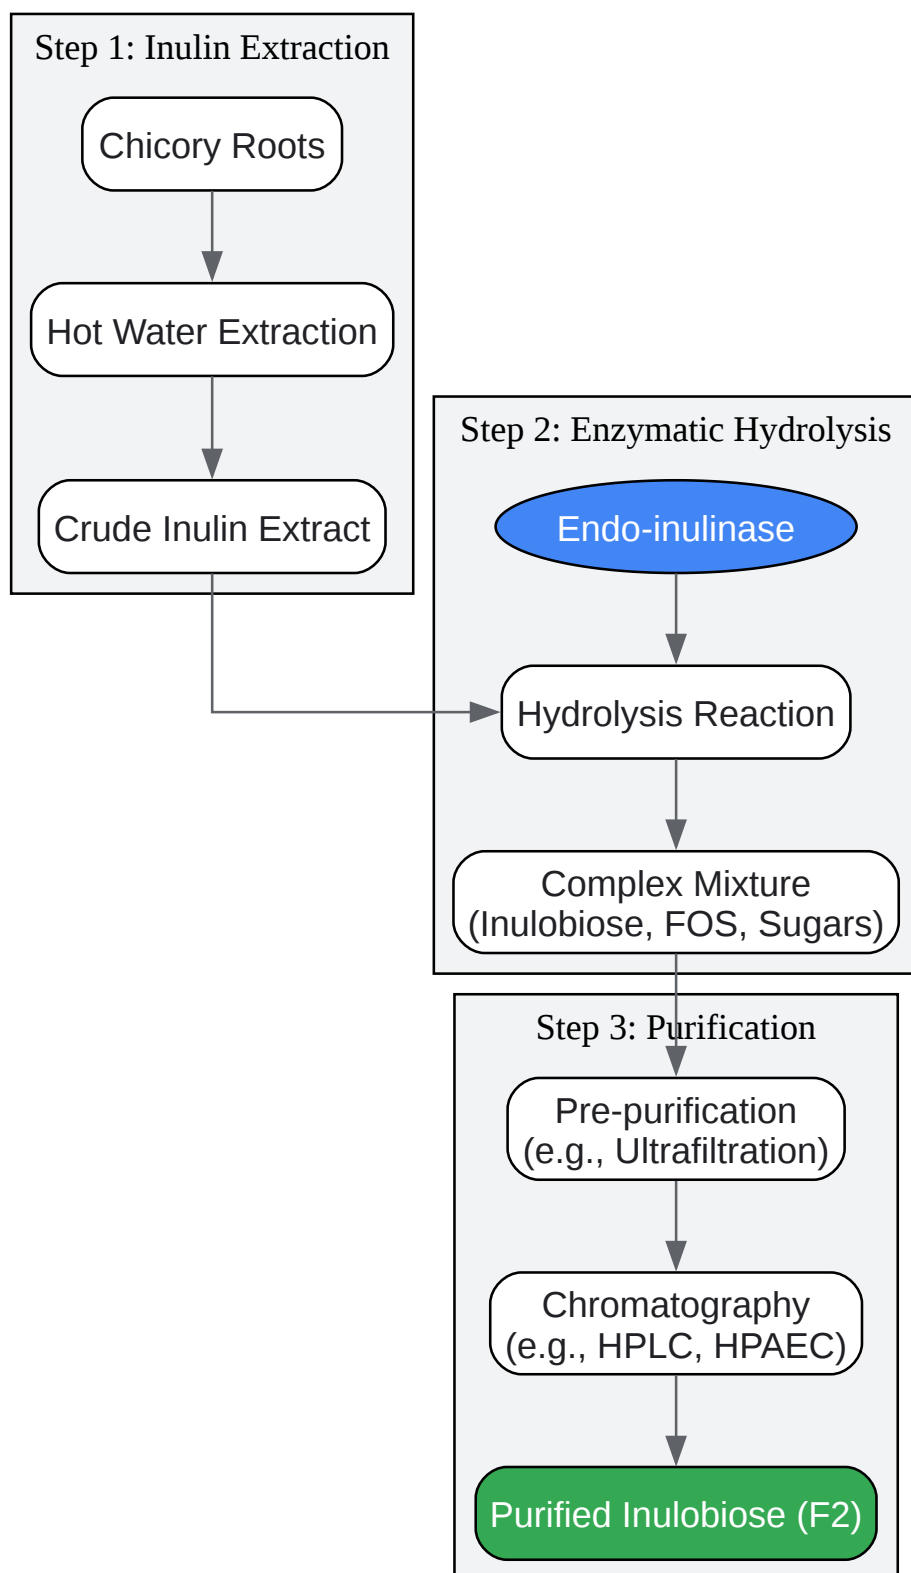 Step 1: Inulin Extraction
Chicory Roots
Hot Water Extraction
Crude Inulin Extract
Step 2: Enzymatic Hydrolysis
Endo-inulinase
Hydrolysis Reaction
Complex Mixture
(Inulobiose, FOS, Sugars)
Step 3: Purification
Pre-purification
(e.g., Ultrafiltration)
Chromatography
(e.g., HPLC, HPAEC)
Purified Inulobiose (F2)